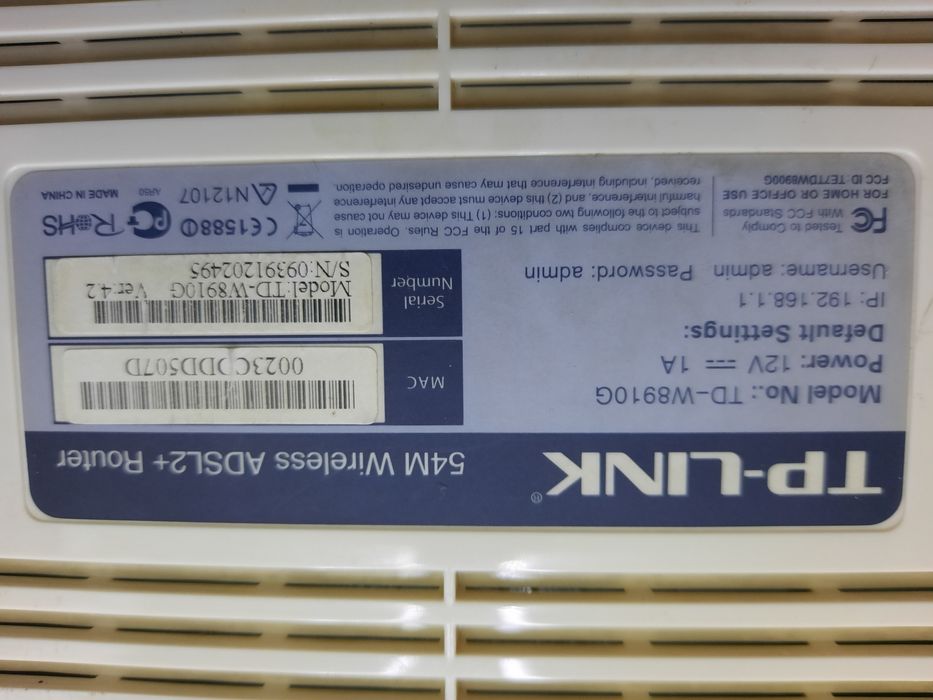 TP-LINK®
54M Wireless ADSL2+ Router
Model No.: TD-W8910G
Power: 12V ⎓ 1A
Default Settings:
IP: 192.168.1.1
Username: admin Password: admin
MAC
0023CDDD507D
Serial
Number
Model:TD-W8910G Ver:4.2
S/N:09391202495
FC
Tested to Comply
With FCC Standards
FOR HOME OR OFFICE USE
FCC ID: TE7TDW8900G
This device complies with part 15 of the FCC Rules. Operation is
subject to the following two conditions: (1) This device may not cause
harmful interference, and (2) this device must accept any interference
received, including interference that may cause undesired operation.
CE1588
N12107
PCT
AR50
RoHS
MADE IN CHINA